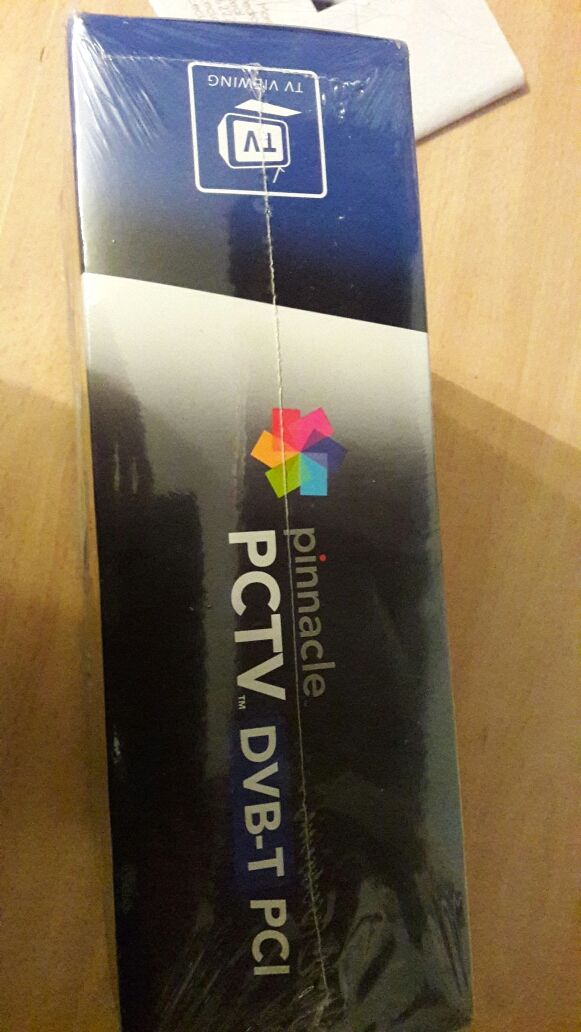 TV VIEWING
TV
pinnacle
PCTV™ DVB-T PCI